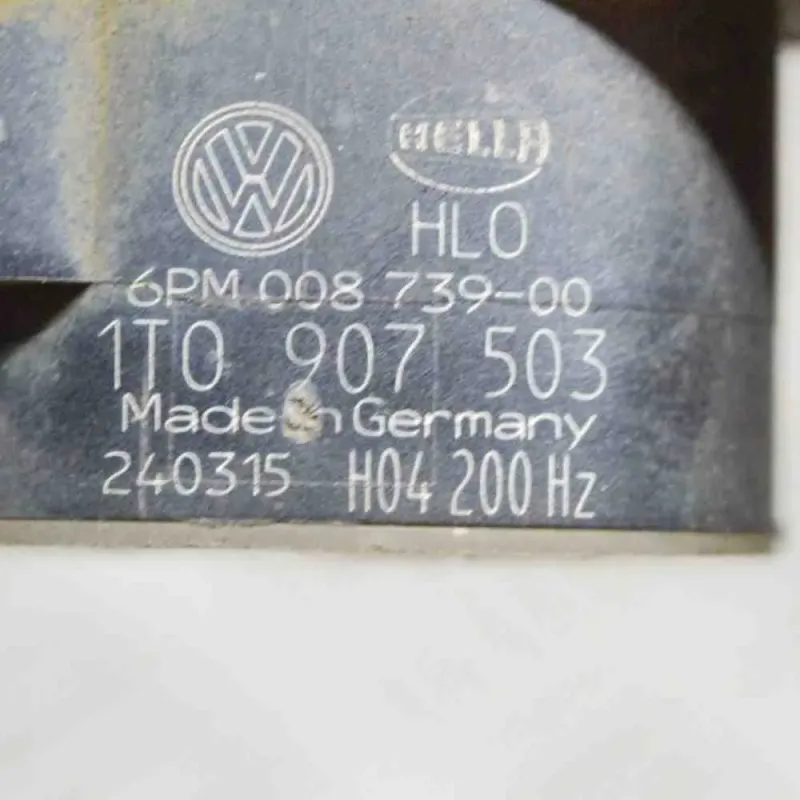 HELLA
HLO
6PM 008 739-00
1T0 907 503
Made in Germany
240315 H04 200 Hz